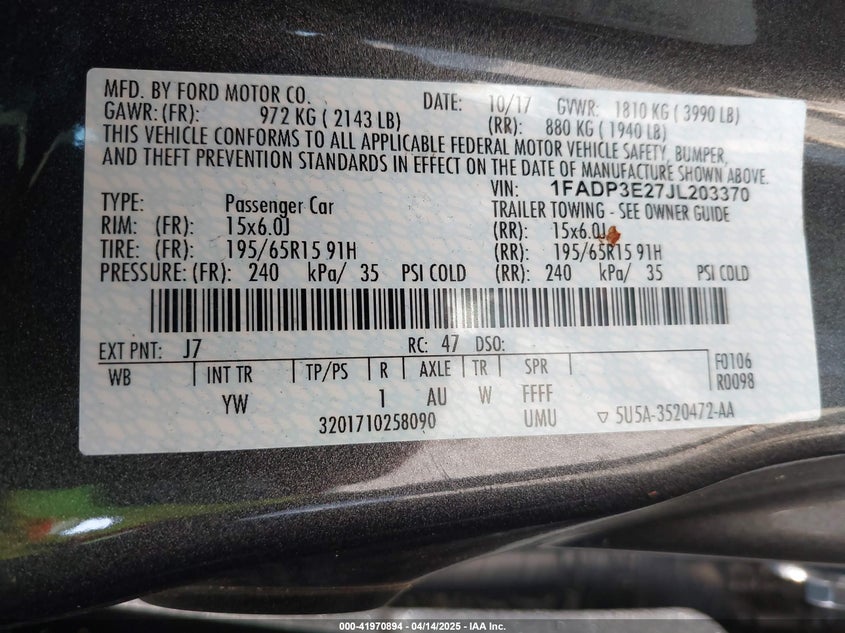 MFD. BY FORD MOTOR CO. DATE: 10/17 GVWR: 1810 KG ( 3990 LB)
GAWR: (FR): 972 KG ( 2143 LB) (RR): 880 KG ( 1940 LB)
THIS VEHICLE CONFORMS TO ALL APPLICABLE FEDERAL MOTOR VEHICLE SAFETY, BUMPER,
AND THEFT PREVENTION STANDARDS IN EFFECT ON THE DATE OF MANUFACTURE SHOWN ABOVE.
VIN: 1FADP3E27JL203370
TYPE: Passenger Car TRAILER TOWING - SEE OWNER GUIDE
RIM: (FR): 15x6.0J (RR): 15x6.0J
TIRE: (FR): 195/65R15 91H (RR): 195/65R15 91H
PRESSURE: (FR): 240 kPa/ 35 PSI COLD (RR): 240 kPa/ 35 PSI COLD
EXT PNT: J7 RC: 47 DSO:
WB INT TR TP/PS R AXLE TR SPR F0106
R0098
YW 1 AU W FFFF
3201710258090 UMU ▽ 5U5A-3520472-AA
000-41970894 - 04/14/2025 - IAA Inc.